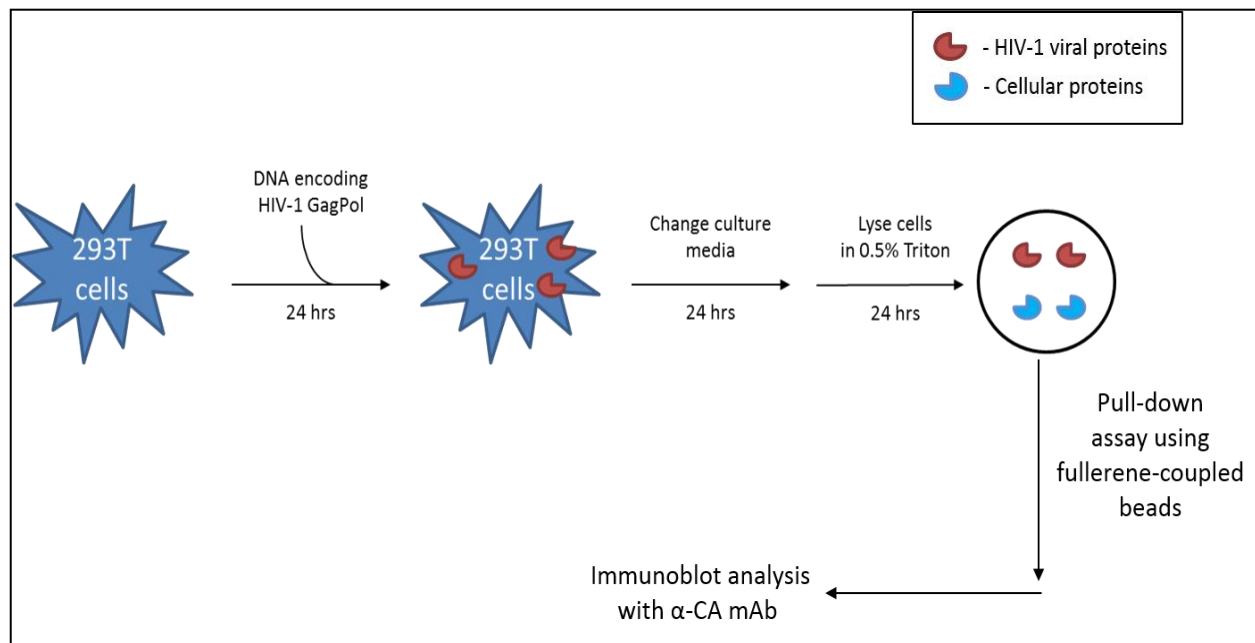 - HIV-1 viral proteins
- Cellular proteins
DNA encoding
HIV-1 GagPol
293T
cells
24 hrs
293T
cells
Change culture
media
24 hrs
Lyse cells
in 0.5% Triton
24 hrs
Pull-down
assay using
fullerene-coupled
beads
Immunoblot analysis
with α-CA mAb